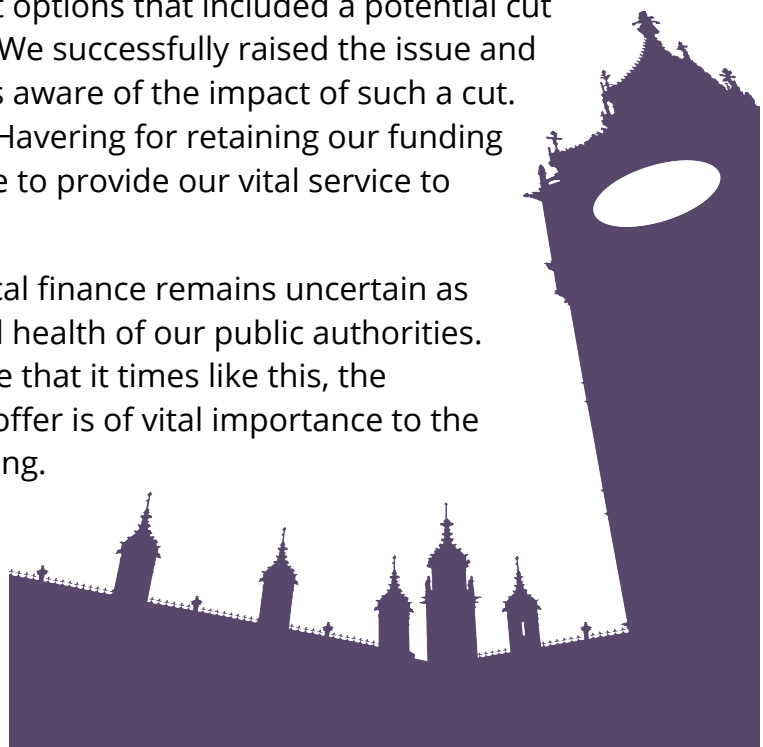 options that included a potential cut
We successfully raised the issue and
aware of the impact of such a cut.
Havering for retaining our funding
to provide our vital service to
finance remains uncertain as
health of our public authorities.
that it times like this, the
offer is of vital importance to the